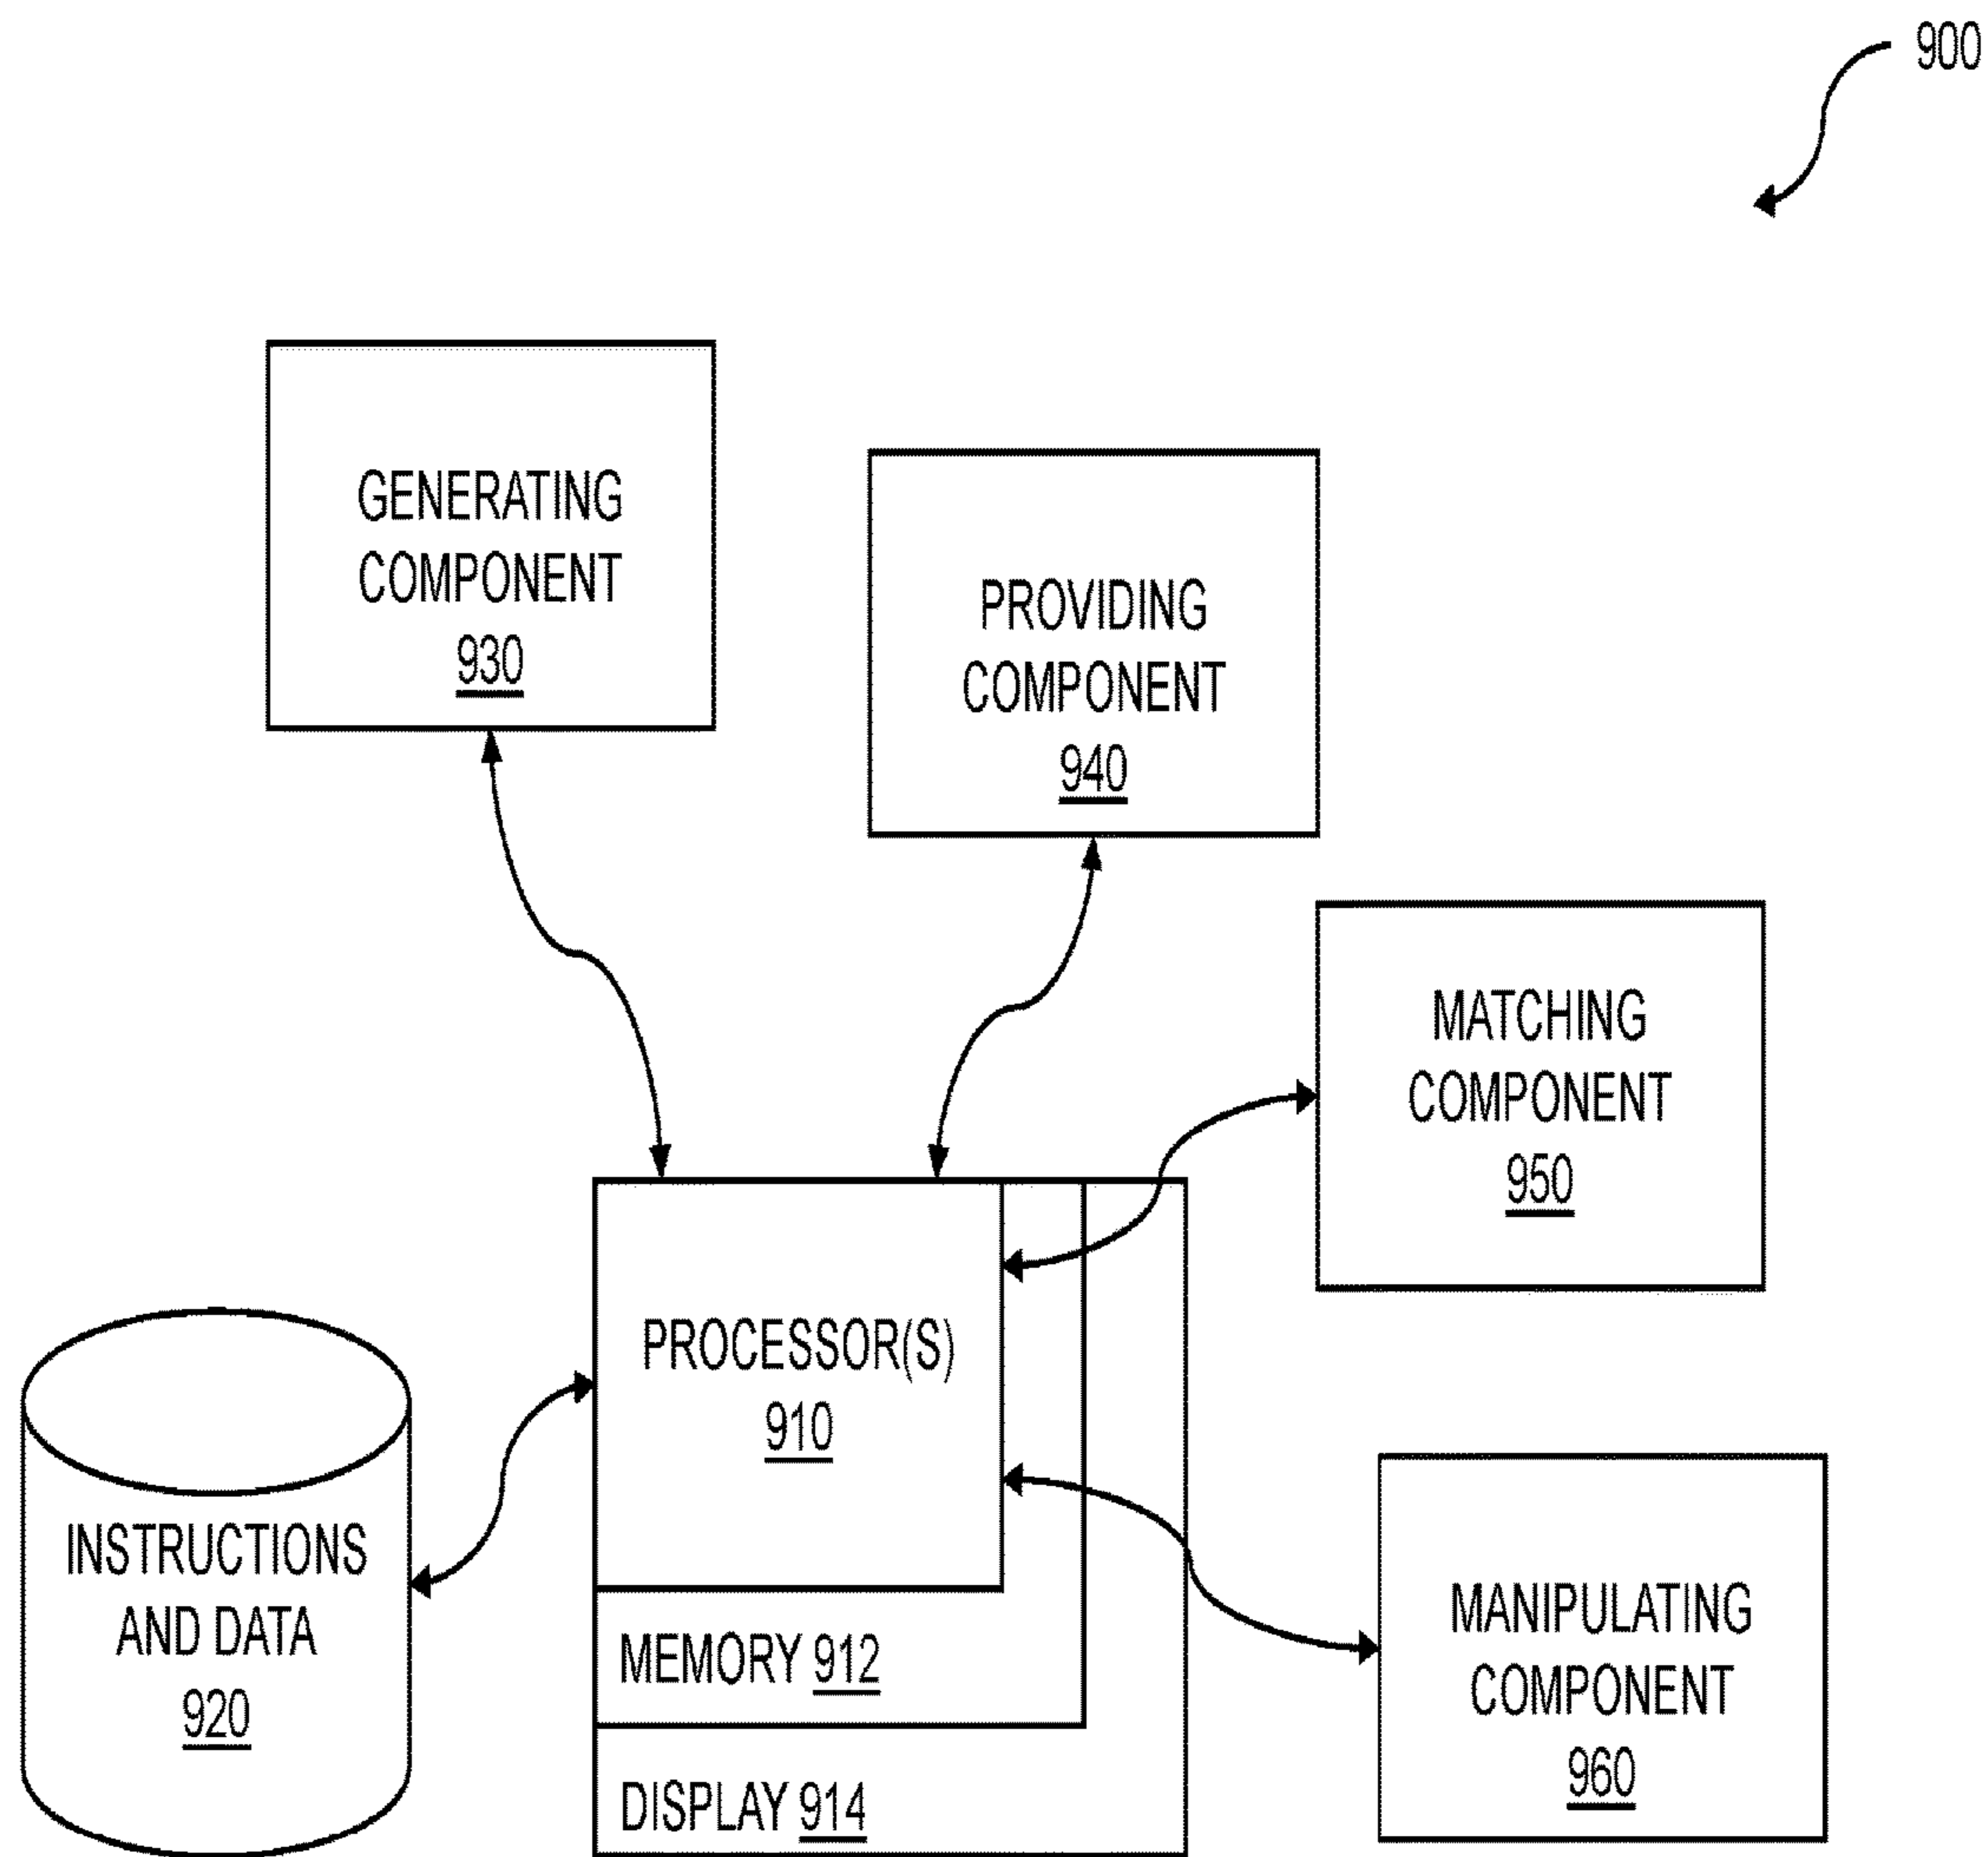 900
GENERATING
COMPONENT
930
PROVIDING
COMPONENT
940
MATCHING
COMPONENT
950
PROCESSOR(S)
910
INSTRUCTIONS
AND DATA
920
MEMORY 912
MANIPULATING
COMPONENT
960
DISPLAY 914